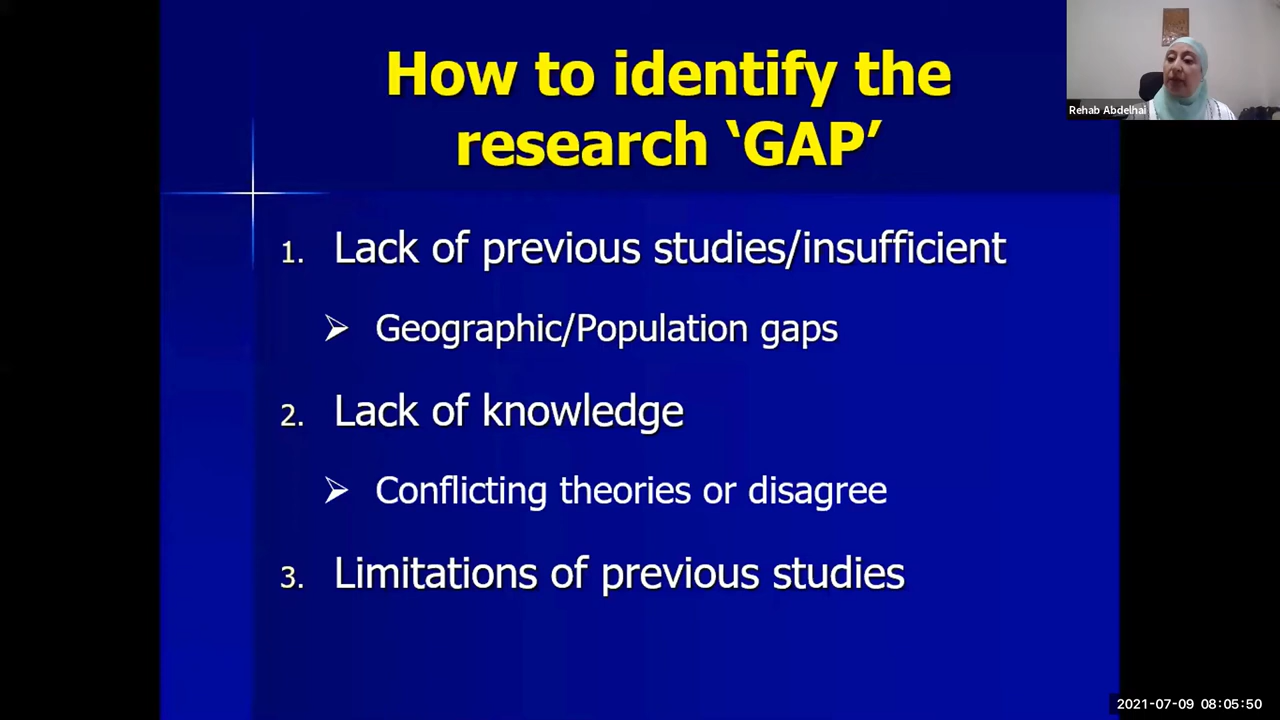 How to identify the
research ‘GAP’
Rehab Abdelhai
1. Lack of previous studies/insufficient
➢ Geographic/Population gaps
2. Lack of knowledge
➢ Conflicting theories or disagree
3. Limitations of previous studies
2021-07-09 08:05:50